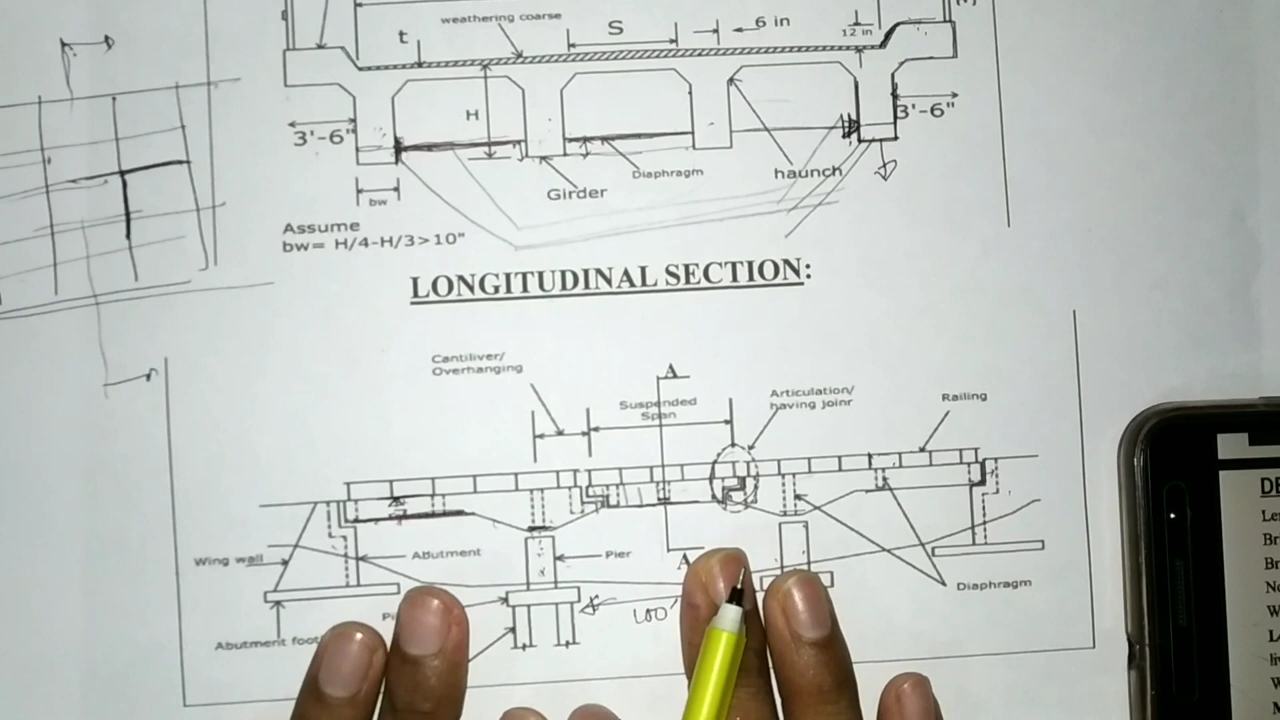 weathering coarse
t
S
6 in
12 in
3'-6"
H
3'-6"
Diaphragm
haunch
Girder
bw
Assume
bw= H/4-H/3>10"
LONGITUDINAL SECTION:
Cantiliver/
Overhanging
A
Suspended
Span
Articulation/
having joinr
Railing
Wing wall
Abutment
Pier
A
Diaphragm
100'
Abutment foot